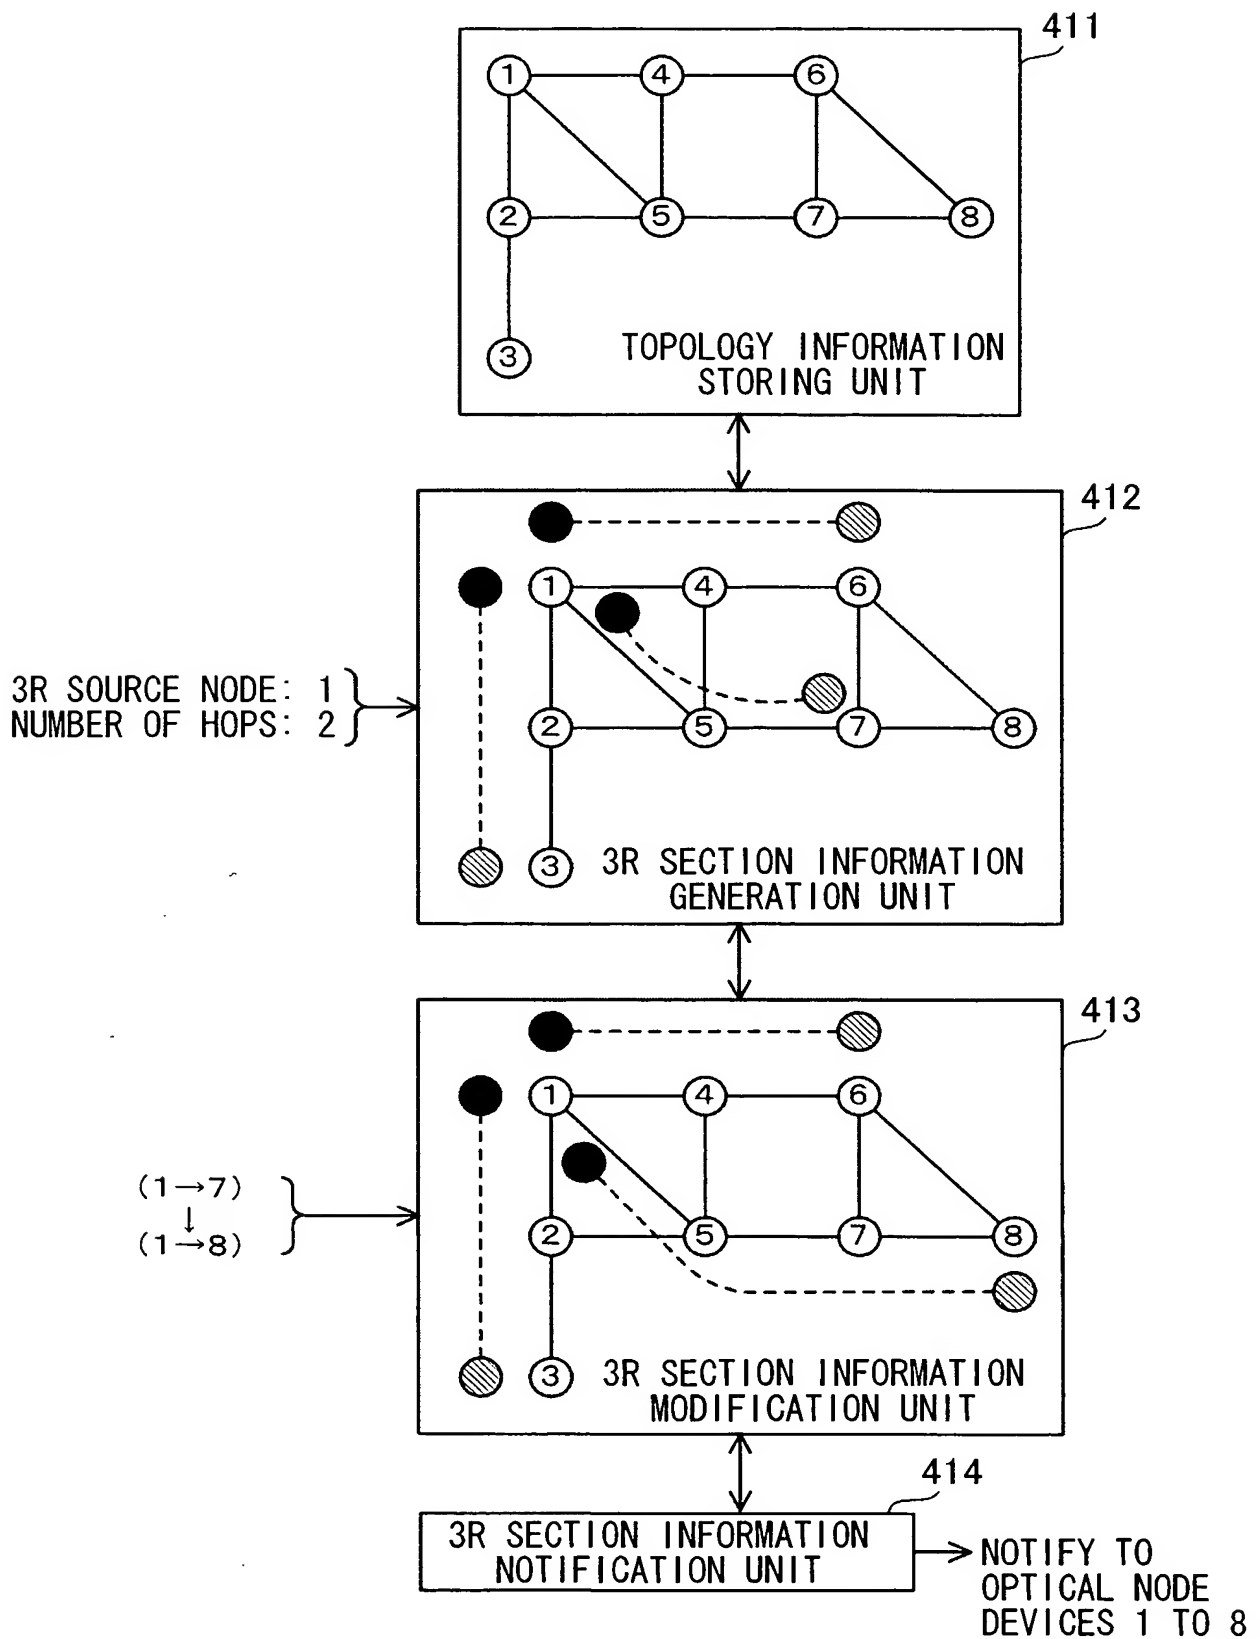 411
1 4 6
2 5 7 8
3
TOPOLOGY INFORMATION
STORING UNIT
412
1 4 6
3R SOURCE NODE: 1
NUMBER OF HOPS: 2
2 5 7 8
3
3R SECTION INFORMATION
GENERATION UNIT
413
1 4 6
(1→7)
↓
(1→8)
2 5 7 8
3
3R SECTION INFORMATION
MODIFICATION UNIT
414
3R SECTION INFORMATION
NOTIFICATION UNIT
NOTIFY TO
OPTICAL NODE
DEVICES 1 TO 8